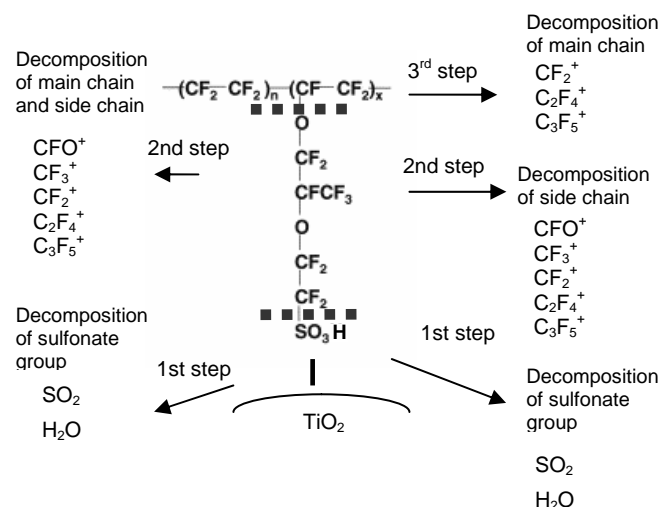 Decomposition
of main chain
and side chain
CFO⁺
CF₃⁺
CF₂⁺
C₂F₄⁺
C₃F₅⁺
2nd step
Decomposition
of sulfonate
group
SO₂
H₂O
1st step
—(CF₂ CF₂)ₙ—(CF—CF₂)ₓ—
O
CF₂
CFCF₃
O
CF₂
CF₂
SO₃H
TiO₂
3ʳᵈ step
Decomposition
of main chain
CF₂⁺
C₂F₄⁺
C₃F₅⁺
2nd step
Decomposition
of side chain
CFO⁺
CF₃⁺
CF₂⁺
C₂F₄⁺
C₃F₅⁺
1st step
Decomposition
of sulfonate
group
SO₂
H₂O